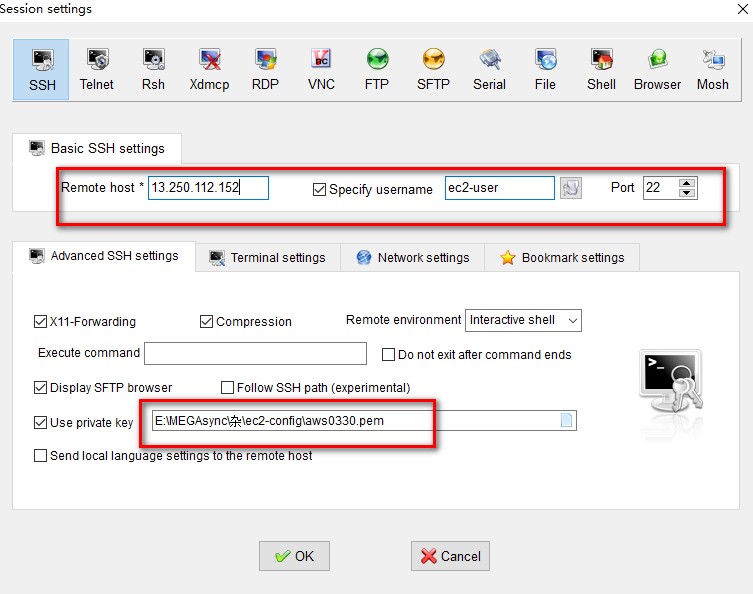 Session settings
SSH Telnet Rsh Xdmcp RDP VNC FTP SFTP Serial File Shell Browser Mosh
Basic SSH settings
Remote host * 13.250.112.152 Specify username ec2-user Port 22
Advanced SSH settings Terminal settings Network settings Bookmark settings
X11-Forwarding Compression Remote environment Interactive shell
Execute command Do not exit after command ends
Display SFTP browser Follow SSH path (experimental)
Use private key E:\MEGAsync\杂\ec2-config\aws0330.pem
Send local language settings to the remote host
OK Cancel